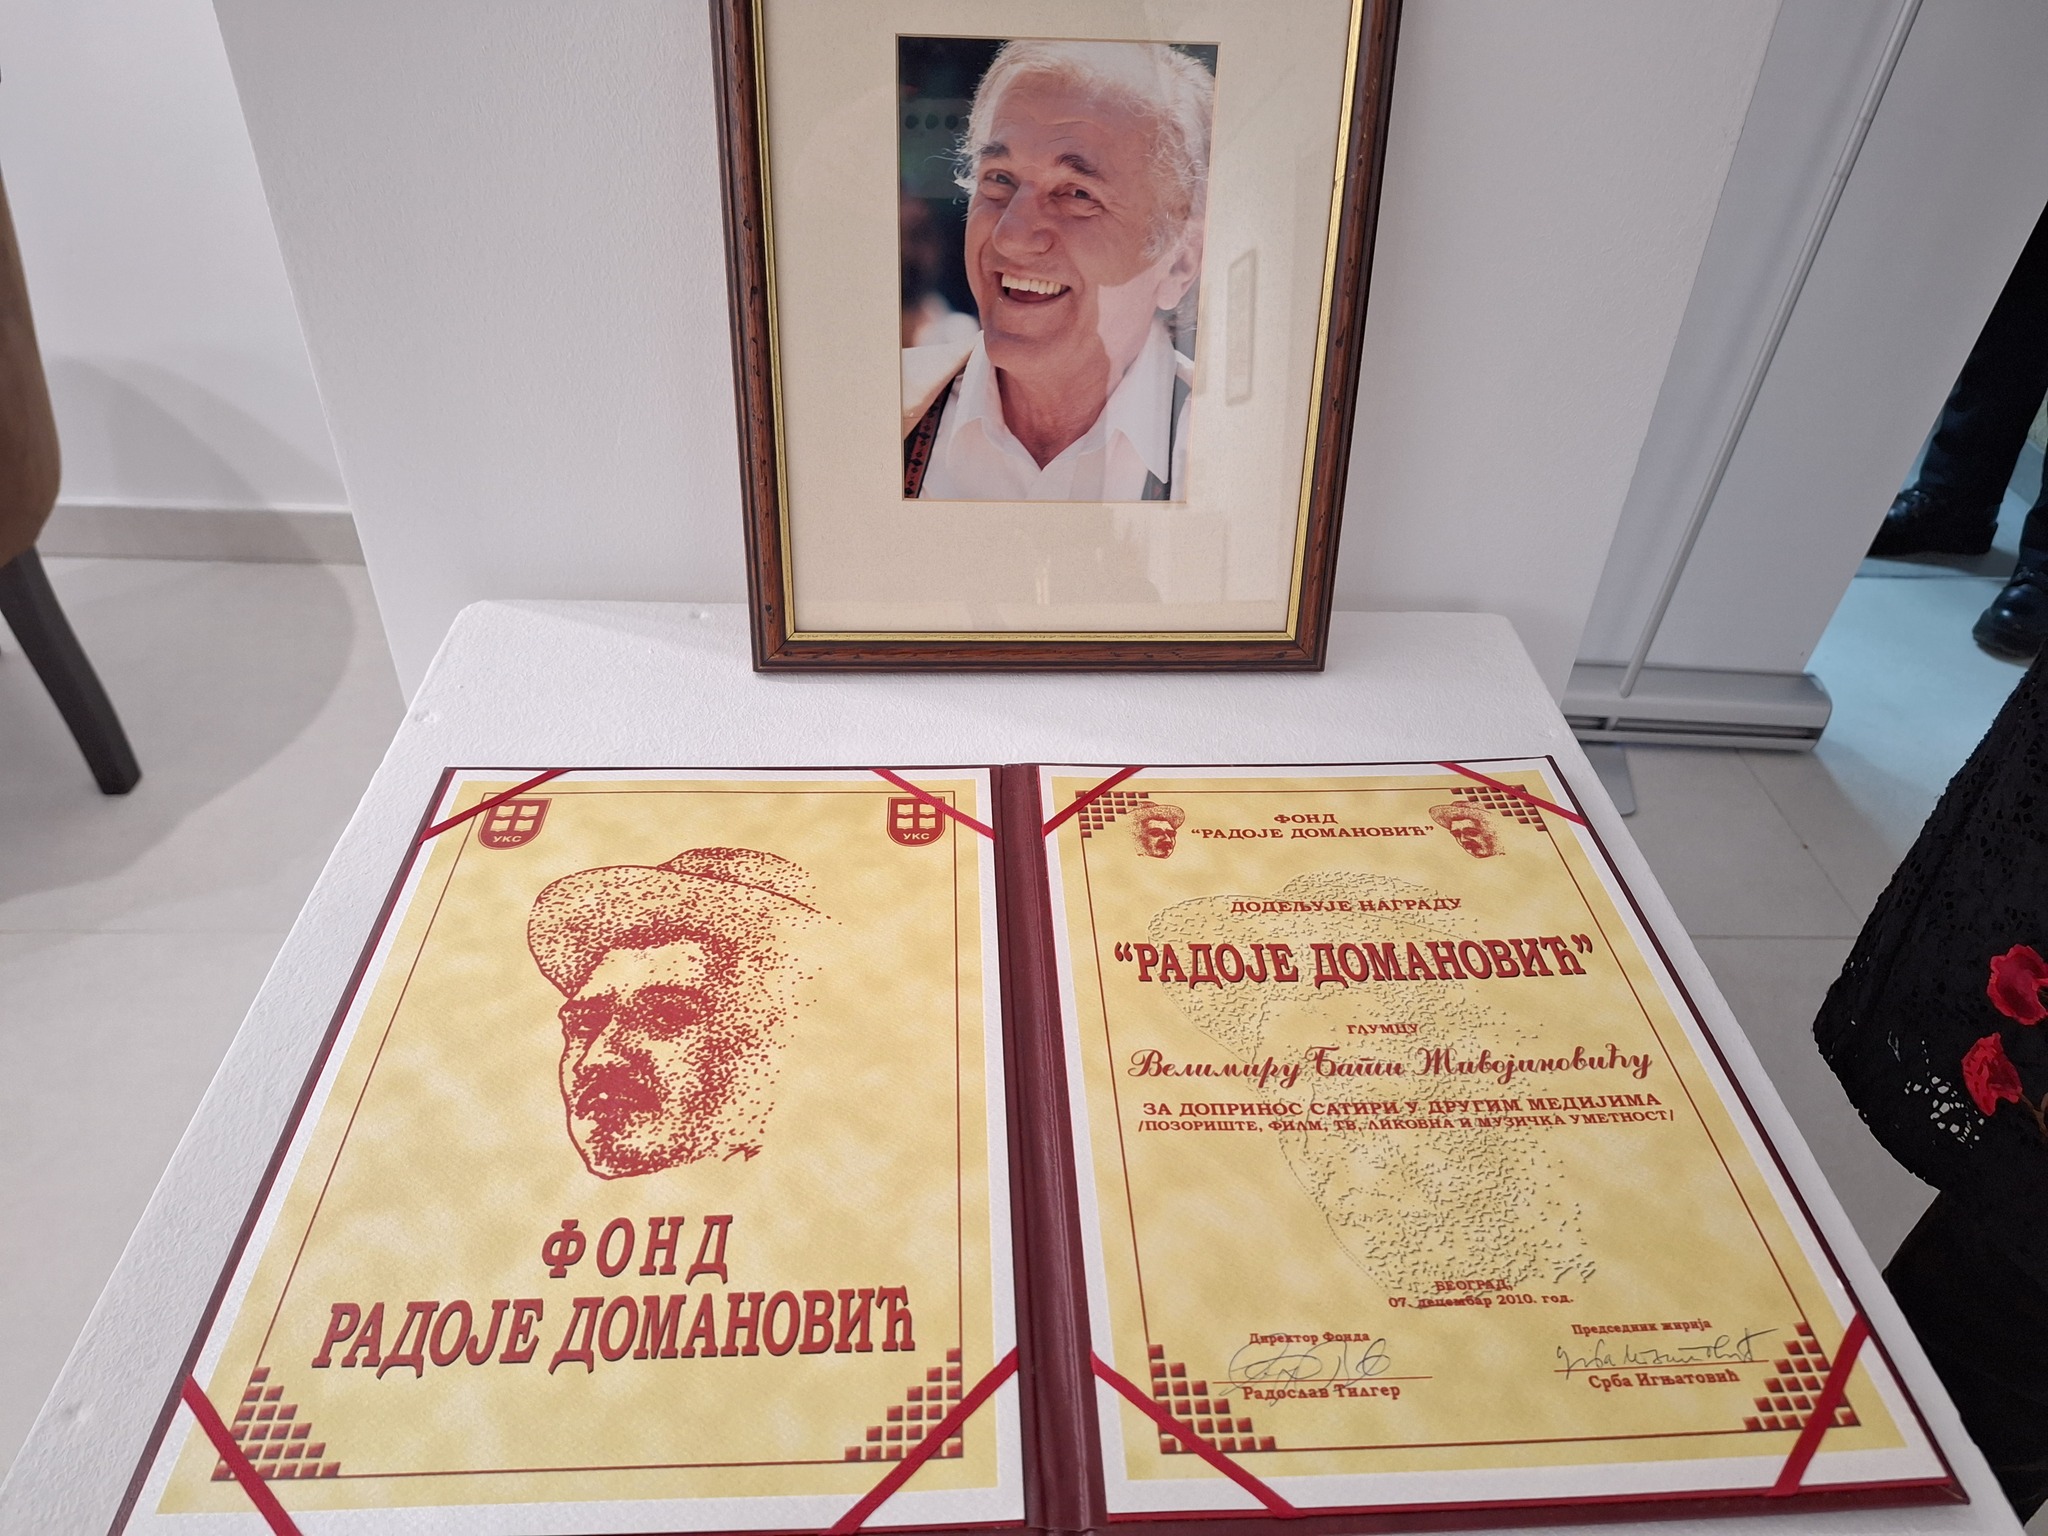 УКС
УКС
ФОНД
РАДОЈЕ ДОМАНОВИЋ
ФОНД
“РАДОЈЕ ДОМАНОВИЋ”
ДОДЕЉУЈЕ НАГРАДУ
“РАДОЈЕ ДОМАНОВИЋ”
ГЛУМЦУ
Велимиру Бати Живојиновићу
ЗА ДОПРИНОС САТИРИ У ДРУГИМ МЕДИЈИМА
/ПОЗОРИШТЕ, ФИЛМ, ТВ, ЛИКОВНА И МУЗИЧКА УМЕТНОСТ/
БЕОГРАД,
07. децембар 2010. год.
Директор Фонда
Радослав Тилгер
Председник жирија
Срба Игњатовић